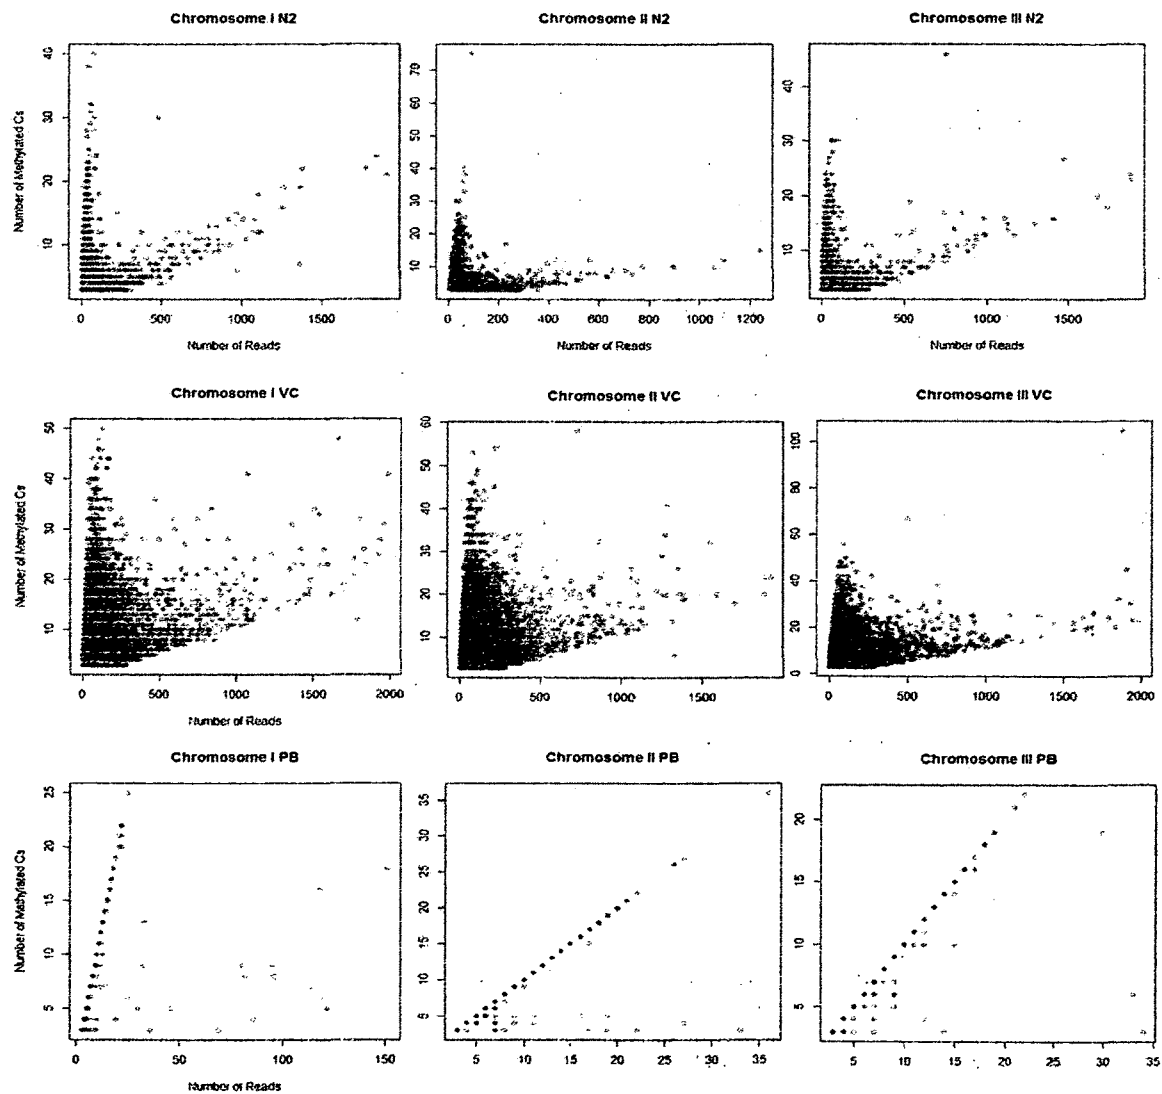 Chromosome I N2
Chromosome II N2
Chromosome III N2
Number of Methylated Cs
40
30
20
10
0 500 1000 1500
Number of Reads
70
60
50
40
30
20
10
0 200 400 600 800 1000 1200
Number of Reads
40
30
20
10
0 500 1000 1500
Number of Reads
Chromosome I VC
Chromosome II VC
Chromosome III VC
Number of Methylated Cs
50
40
30
20
10
0 500 1000 1500 2000
Number of Reads
60
50
40
30
20
10
0 500 1000 1500
100
80
60
40
20
0
0 500 1000 1500 2000
Chromosome I PB
Chromosome II PB
Chromosome III PB
Number of Methylated Cs
25
20
15
10
5
0 50 100 150
Number of Reads
35
30
25
20
15
10
5
5 10 15 20 25 30 35
20
15
10
5
5 10 15 20 25 30 35